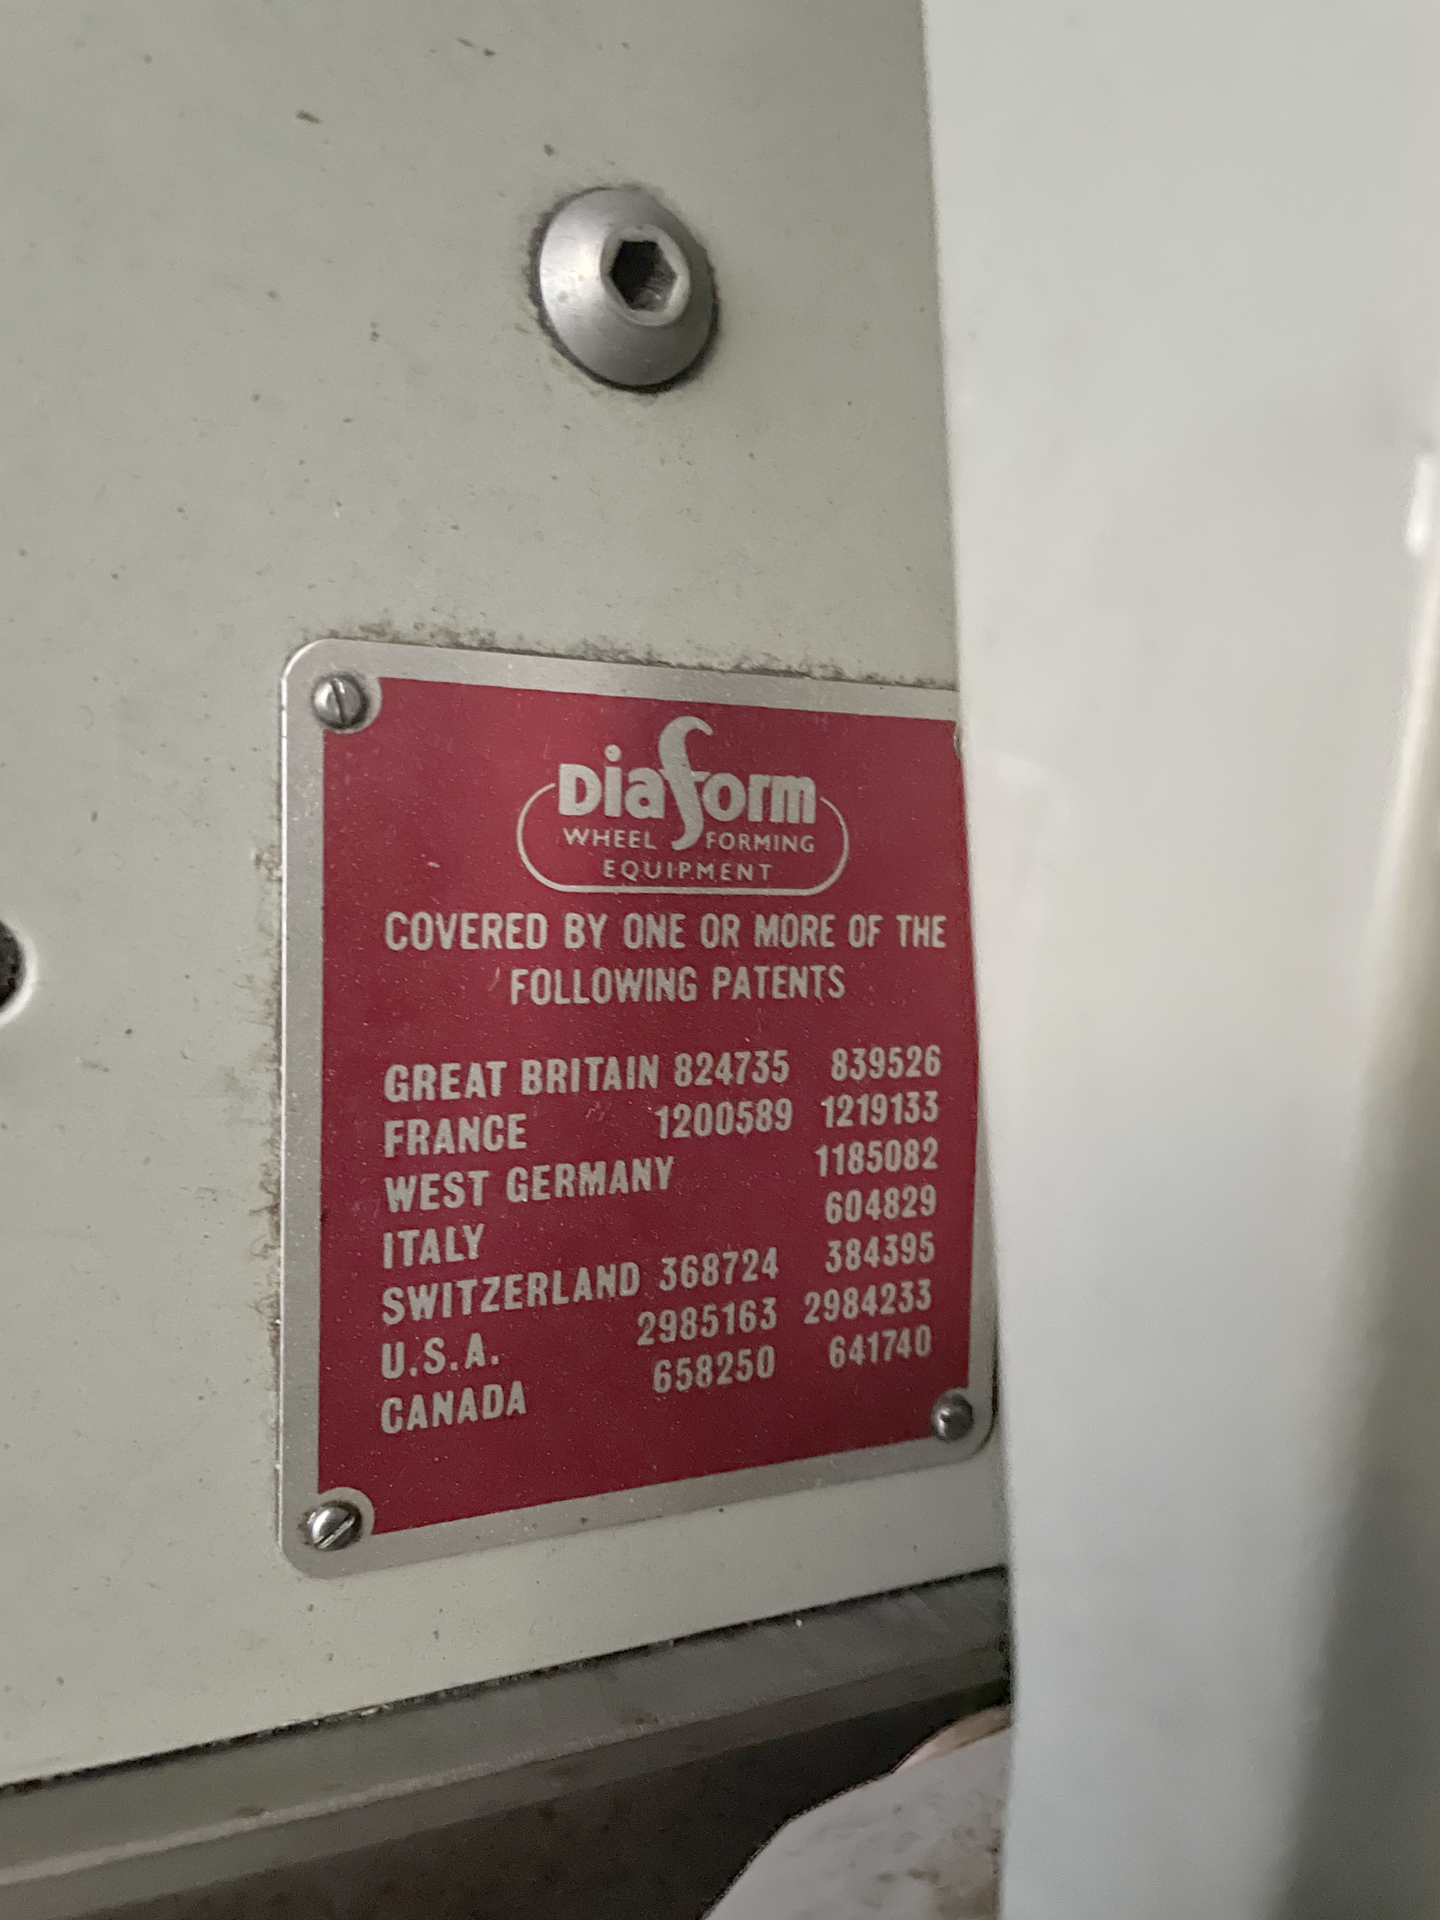 Diaform
WHEEL FORMING
EQUIPMENT
COVERED BY ONE OR MORE OF THE
FOLLOWING PATENTS
GREAT BRITAIN 824735 839526
FRANCE 1200589 1219133
WEST GERMANY 1185082
ITALY 604829
SWITZERLAND 368724 384395
U.S.A. 2985163 2984233
CANADA 658250 641740